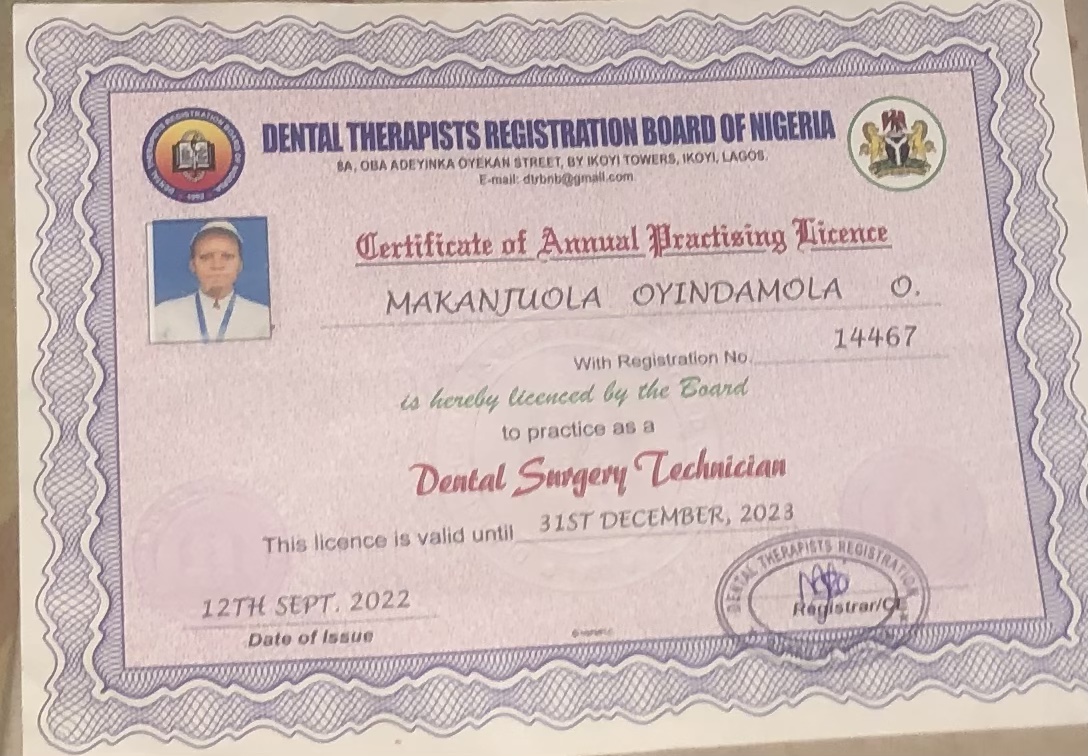 DENTAL THERAPISTS REGISTRATION BOARD OF NIGERIA
8A, OBA ADEYINKA OYEKAN STREET, BY IKOYI TOWERS, IKOYI, LAGOS.
E-mail: dtrbnb@gmail.com
Certificate of Annual Practising Licence
MAKANJUOLA OYINDAMOLA O.
With Registration No. 14467
is hereby licenced by the Board
to practice as a
Dental Surgery Technician
This licence is valid until 31ST DECEMBER, 2023
12TH SEPT. 2022
Date of Issue
DENTAL THERAPISTS REGISTRATION
Registrar/